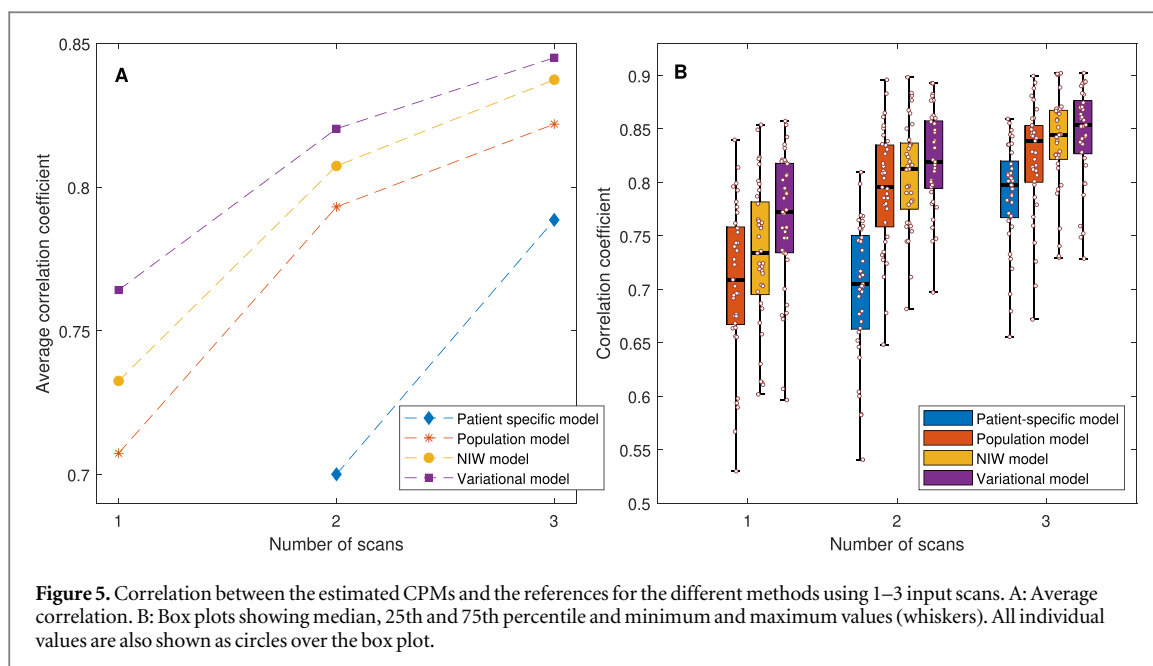 A
0.85
0.8
0.75
0.7
Average correlation coefficient
1
2
3
Number of scans
Patient specific model
Population model
NIW model
Variational model
B
0.9
0.85
0.8
0.75
0.7
0.65
0.6
0.55
0.5
Correlation coefficient
1
2
3
Number of scans
Patient-specific model
Population model
NIW model
Variational model
Figure 5. Correlation between the estimated CPMs and the references for the different methods using 1–3 input scans. A: Average
correlation. B: Box plots showing median, 25th and 75th percentile and minimum and maximum values (whiskers). All individual
values are also shown as circles over the box plot.